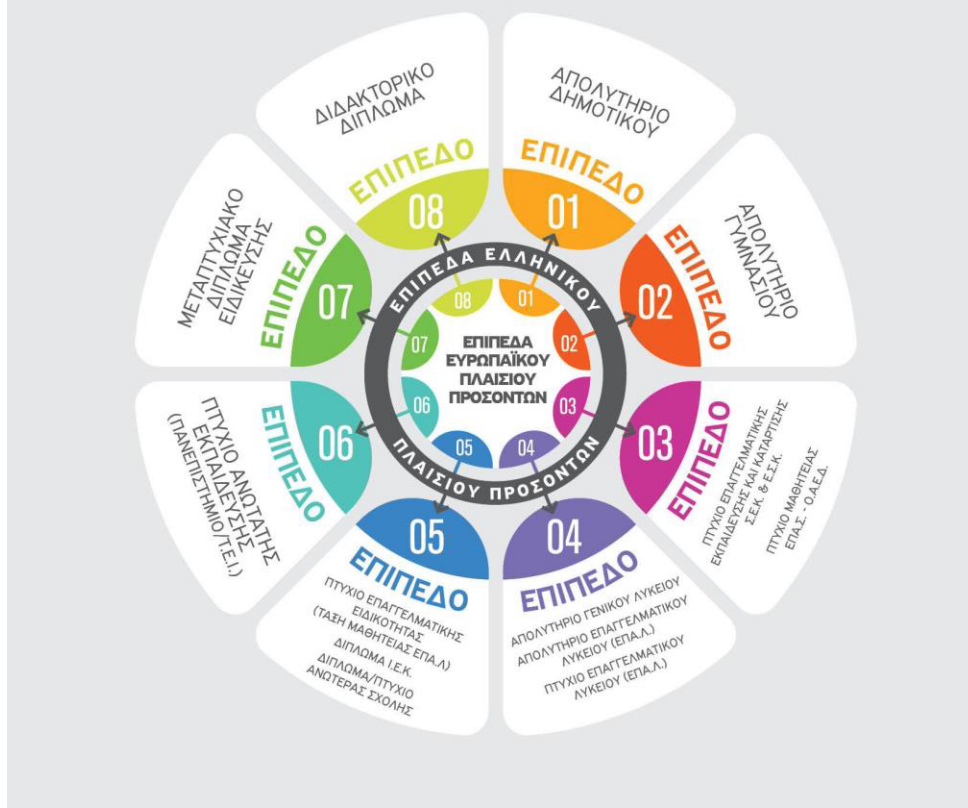 ΕΠΙΠΕΔΑ
ΕΥΡΩΠΑΪΚΟΥ
ΠΛΑΙΣΙΟΥ
ΠΡΟΣΟΝΤΩΝ
01
02
03
04
05
06
07
08
ΕΠΙΠΕΔΑ ΕΛΛΗΝΙΚΟΥ
ΠΛΑΙΣΙΟΥ ΠΡΟΣΟΝΤΩΝ
ΑΠΟΛΥΤΗΡΙΟ
ΔΗΜΟΤΙΚΟΥ
ΕΠΙΠΕΔΟ
01
ΑΠΟΛΥΤΗΡΙΟ
ΓΥΜΝΑΣΙΟΥ
ΕΠΙΠΕΔΟ
02
ΠΤΥΧΙΟ ΕΠΑΓΓΕΛΜΑΤΙΚΗΣ
ΕΚΠΑΙΔΕΥΣΗΣ ΚΑΙ ΚΑΤΑΡΤΙΣΗΣ
Σ.Ε.Κ. & Ε.Σ.Κ.
ΠΤΥΧΙΟ ΜΑΘΗΤΕΙΑΣ
ΕΠΑ.Σ. - Ο.Α.Ε.Δ.
ΕΠΙΠΕΔΟ
03
04
ΕΠΙΠΕΔΟ
ΑΠΟΛΥΤΗΡΙΟ ΓΕΝΙΚΟΥ ΛΥΚΕΙΟΥ
ΑΠΟΛΥΤΗΡΙΟ ΕΠΑΓΓΕΛΜΑΤΙΚΟΥ
ΛΥΚΕΙΟΥ (ΕΠΑ.Λ.)
ΠΤΥΧΙΟ ΕΠΑΓΓΕΛΜΑΤΙΚΟΥ
ΛΥΚΕΙΟΥ (ΕΠΑ.Λ.)
05
ΕΠΙΠΕΔΟ
ΠΤΥΧΙΟ ΕΠΑΓΓΕΛΜΑΤΙΚΗΣ
ΕΙΔΙΚΟΤΗΤΑΣ
(ΤΑΞΗ ΜΑΘΗΤΕΙΑΣ ΕΠΑ.Λ)
ΔΙΠΛΩΜΑ Ι.Ε.Κ.
ΔΙΠΛΩΜΑ/ΠΤΥΧΙΟ
ΑΝΩΤΕΡΑΣ ΣΧΟΛΗΣ
06
ΕΠΙΠΕΔΟ
ΠΤΥΧΙΟ ΑΝΩΤΑΤΗΣ
ΕΚΠΑΙΔΕΥΣΗΣ
(ΠΑΝΕΠΙΣΤΗΜΙΟ/Τ.Ε.Ι.)
ΜΕΤΑΠΤΥΧΙΑΚΟ
ΔΙΠΛΩΜΑ
ΕΙΔΙΚΕΥΣΗΣ
ΕΠΙΠΕΔΟ
07
ΔΙΔΑΚΤΟΡΙΚΟ
ΔΙΠΛΩΜΑ
ΕΠΙΠΕΔΟ
08